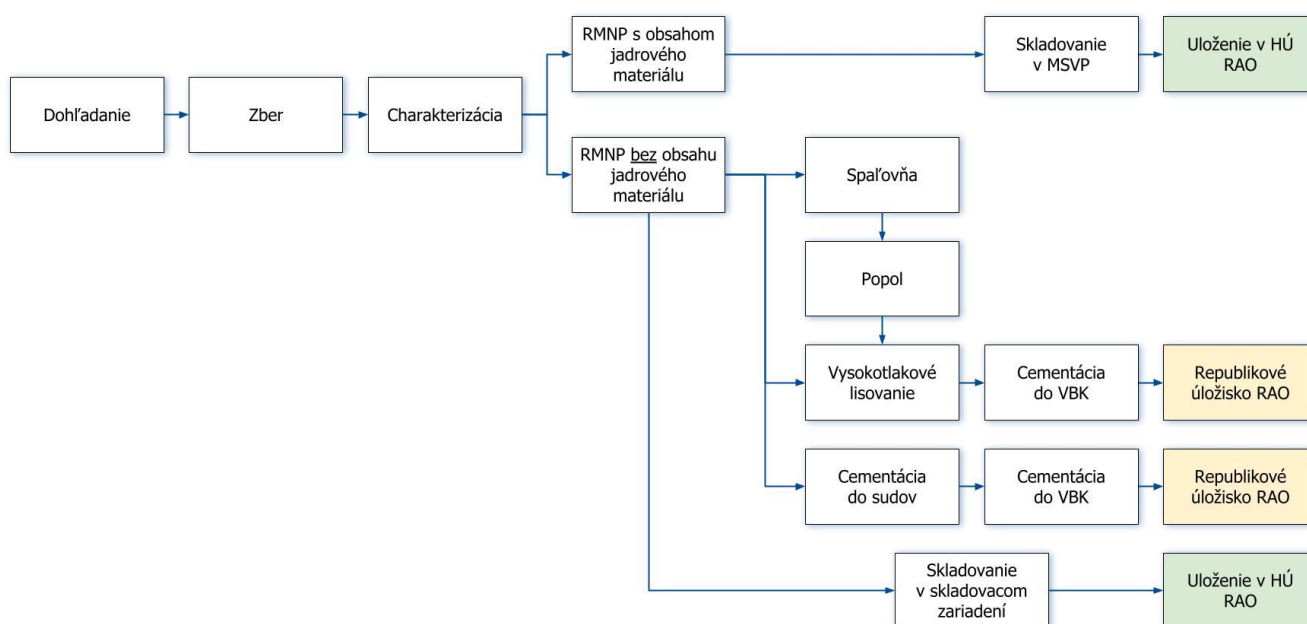 RMNP s obsahom
jadrového
materiálu
Skladovanie
v MSVP
Uloženie v HÚ
RAO
Dohľadanie
Zber
Charakterizácia
RMNP bez obsahu
jadrového
materiálu
Spaľovňa
Popol
Vysokotlakové
lisovanie
Cementácia
do VBK
Republikové
úložisko RAO
Cementácia
do sudov
Cementácia
do VBK
Republikové
úložisko RAO
Skladovanie
v skladovacom
zariadení
Uloženie v HÚ
RAO